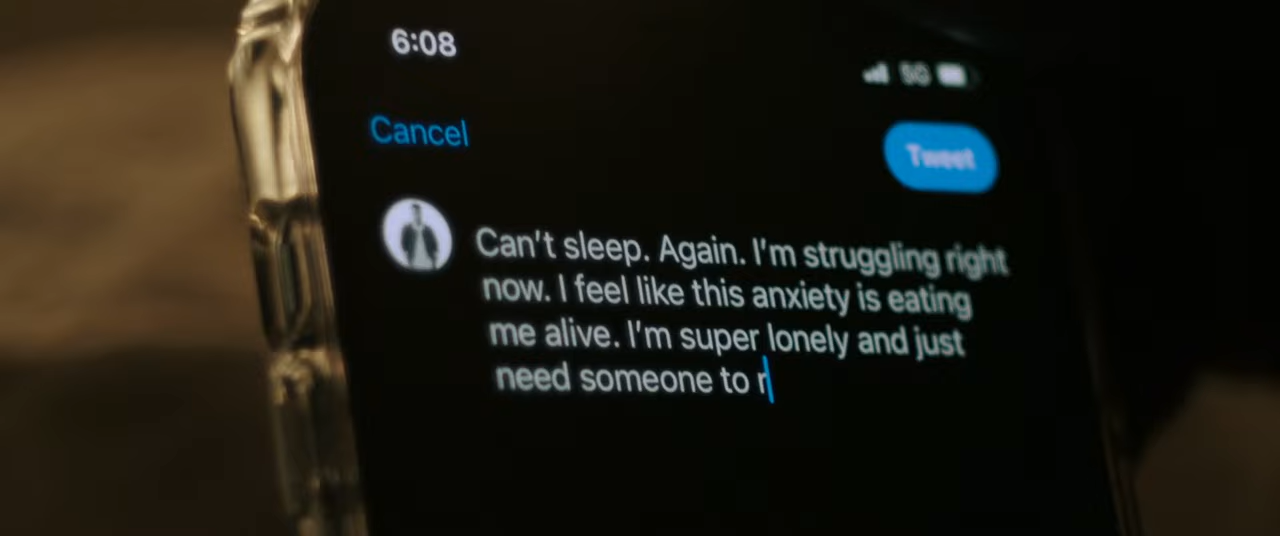 6:08
5G
Cancel
Tweet
Can't sleep. Again. I'm struggling right
now. I feel like this anxiety is eating
me alive. I'm super lonely and just
need someone to r